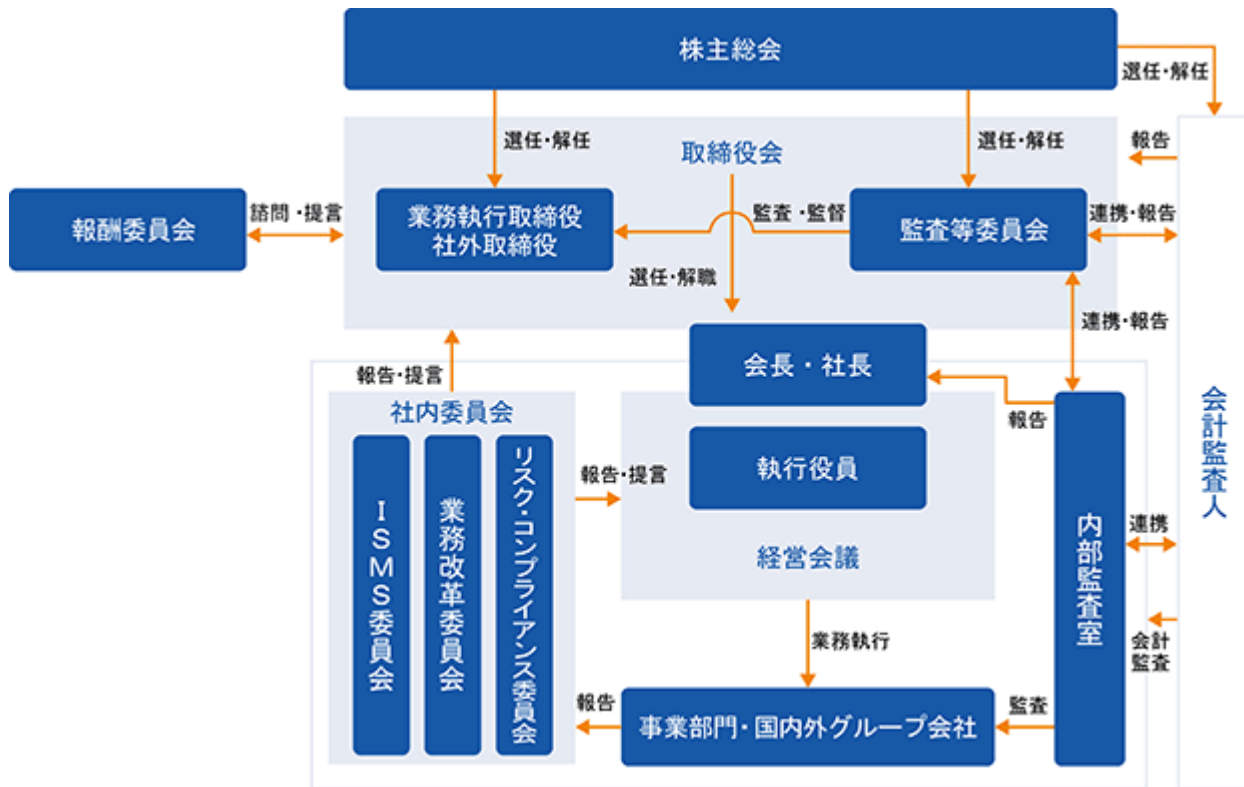 株主総会
選任・解任
選任・解任
選任・解任
取締役会
報告
報酬委員会
諮問・提言
業務執行取締役
社外取締役
監査・監督
監査等委員会
連携・報告
選任・解職
連携・報告
会長・社長
報告・提言
社内委員会
報告
会計監査人
執行役員
報告・提言
ISMS委員会
業務改革委員会
リスク・コンプライアンス委員会
経営会議
内部監査室
連携
業務執行
会計
監査
報告
事業部門・国内外グループ会社
監査